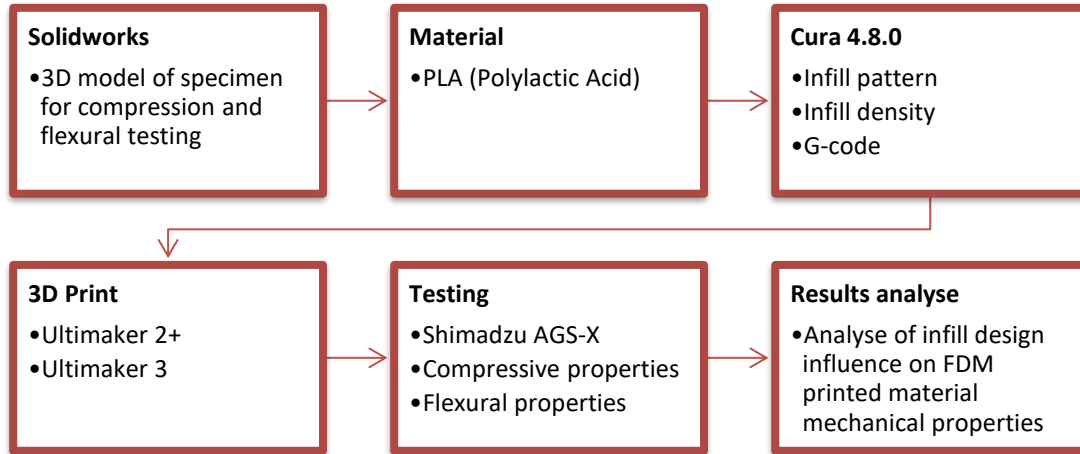 Solidworks
•3D model of specimen
for compression and
flexural testing
Material
•PLA (Polylactic Acid)
Cura 4.8.0
•Infill pattern
•Infill density
•G-code
3D Print
•Ultimaker 2+
•Ultimaker 3
Testing
•Shimadzu AGS-X
•Compressive properties
•Flexural properties
Results analyse
•Analyse of infill design
influence on FDM
printed material
mechanical properties